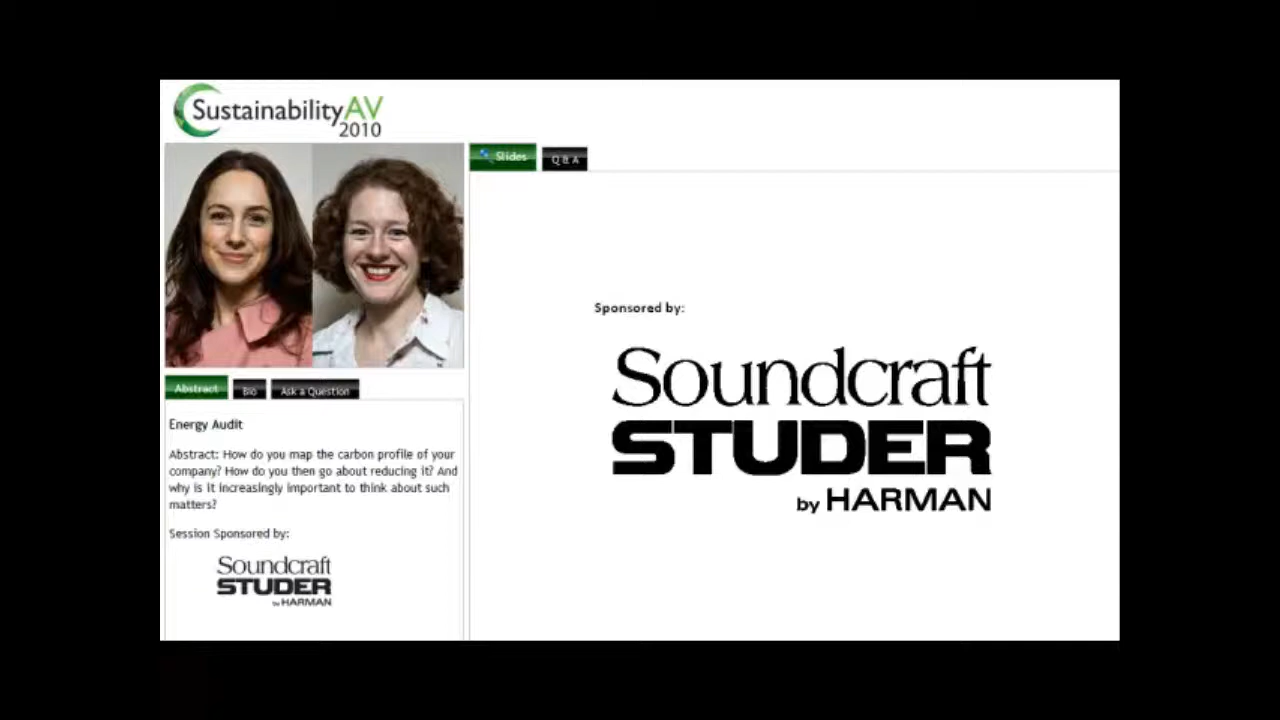 SustainabilityAV
2010
Slides
Q & A
Abstract
Bio
Ask a Question
Energy Audit
Abstract: How do you map the carbon profile of your
company? How do you then go about reducing it? And
why is it increasingly important to think about such
matters?
Session Sponsored by:
Soundcraft
STUDER
by HARMAN
Sponsored by:
Soundcraft
STUDER
by HARMAN